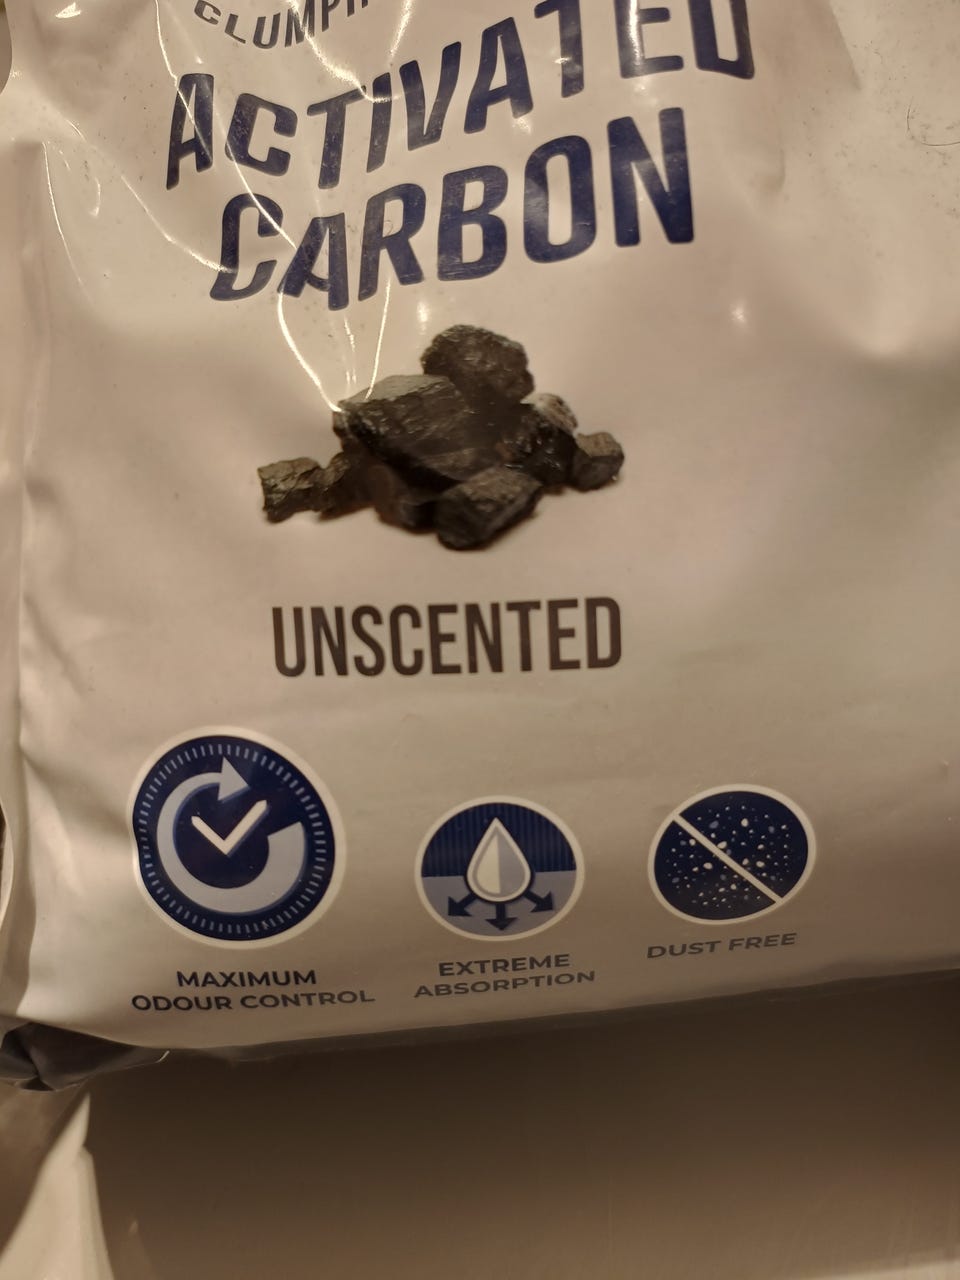 ACTIVATED
CARBON
UNSCENTED
MAXIMUM
ODOUR CONTROL
EXTREME
ABSORPTION
DUST FREE